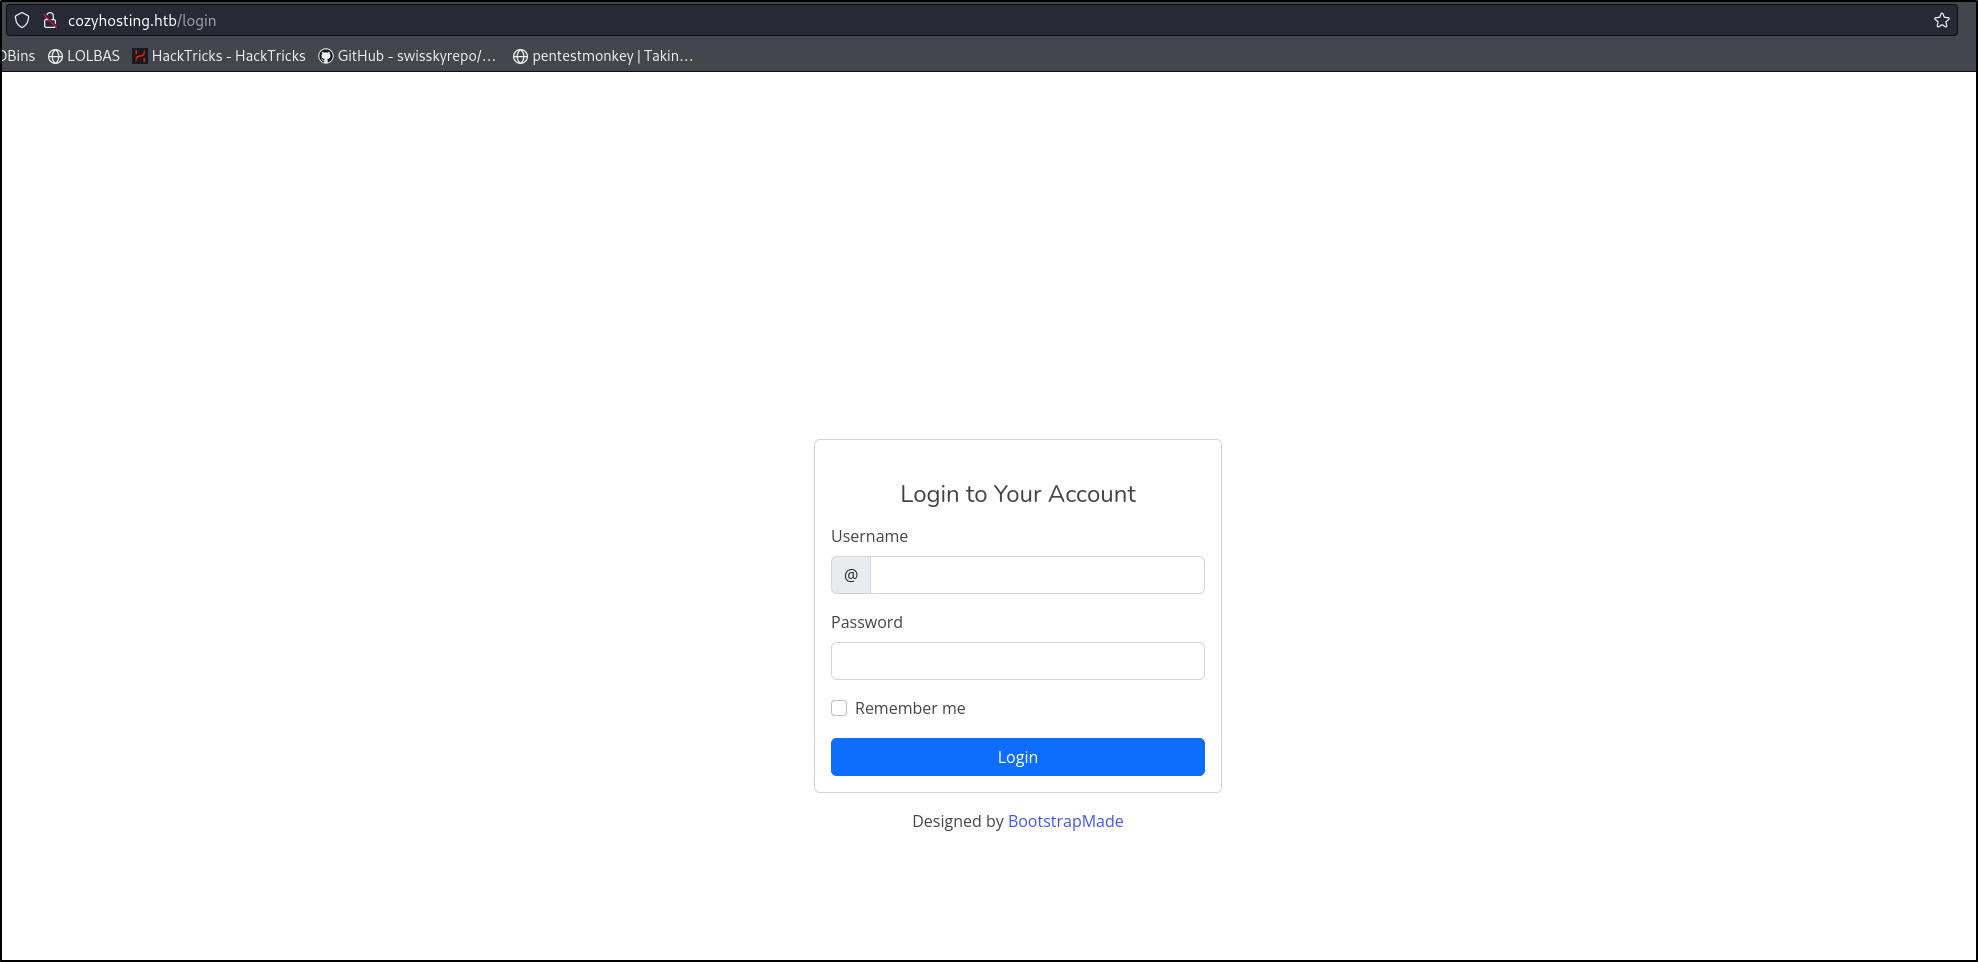 cozyhosting.htb/login
DBins LOLBAS HackTricks - HackTricks GitHub - swisskyrepo/... pentestmonkey | Takin...
Login to Your Account
Username
@
Password
Remember me
Login
Designed by BootstrapMade